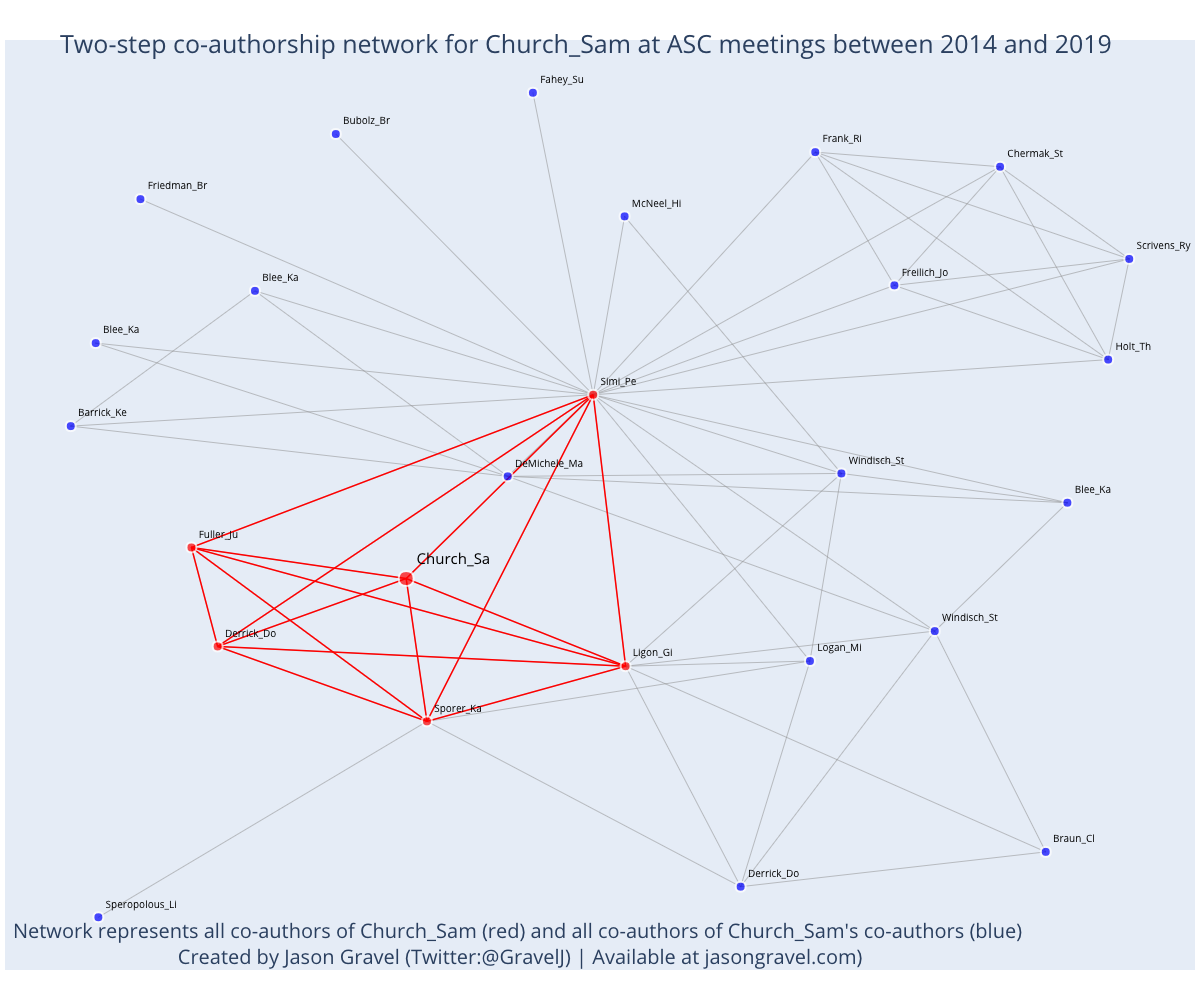 Two-step co-authorship network for Church_Sam at ASC meetings between 2014 and 2019
Fahey_Su
Bubolz_Br
Frank_Ri
Chermak_St
Friedman_Br
McNeel_Hi
Scrivens_Ry
Freilich_Jo
Blee_Ka
Blee_Ka
Holt_Th
Simi_Pe
Barrick_Ke
DeMichele_Ma
Windisch_St
Blee_Ka
Fuller_Ju
Church_Sa
Windisch_St
Derrick_Do
Ligon_Gi
Logan_Mi
Sporer_Ka
Braun_Cl
Derrick_Do
Speropolous_Li
Network represents all co-authors of Church_Sam (red) and all co-authors of Church_Sam's co-authors (blue)
Created by Jason Gravel (Twitter:@GravelJ) | Available at jasongravel.com)